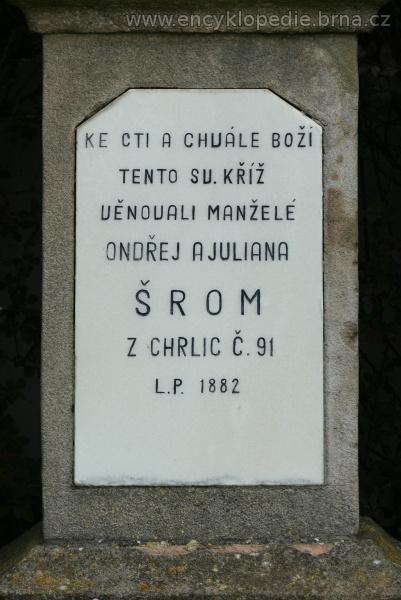 www.encyklopedie.brna.cz
KE CTI A CHVÁLE BOŽÍ
TENTO SV. KŘÍŽ
VĚNOVALI MANŽELÉ
ONDŘEJ A JULIANA
ŠROM
Z CHRLIC Č. 91
L.P. 1882